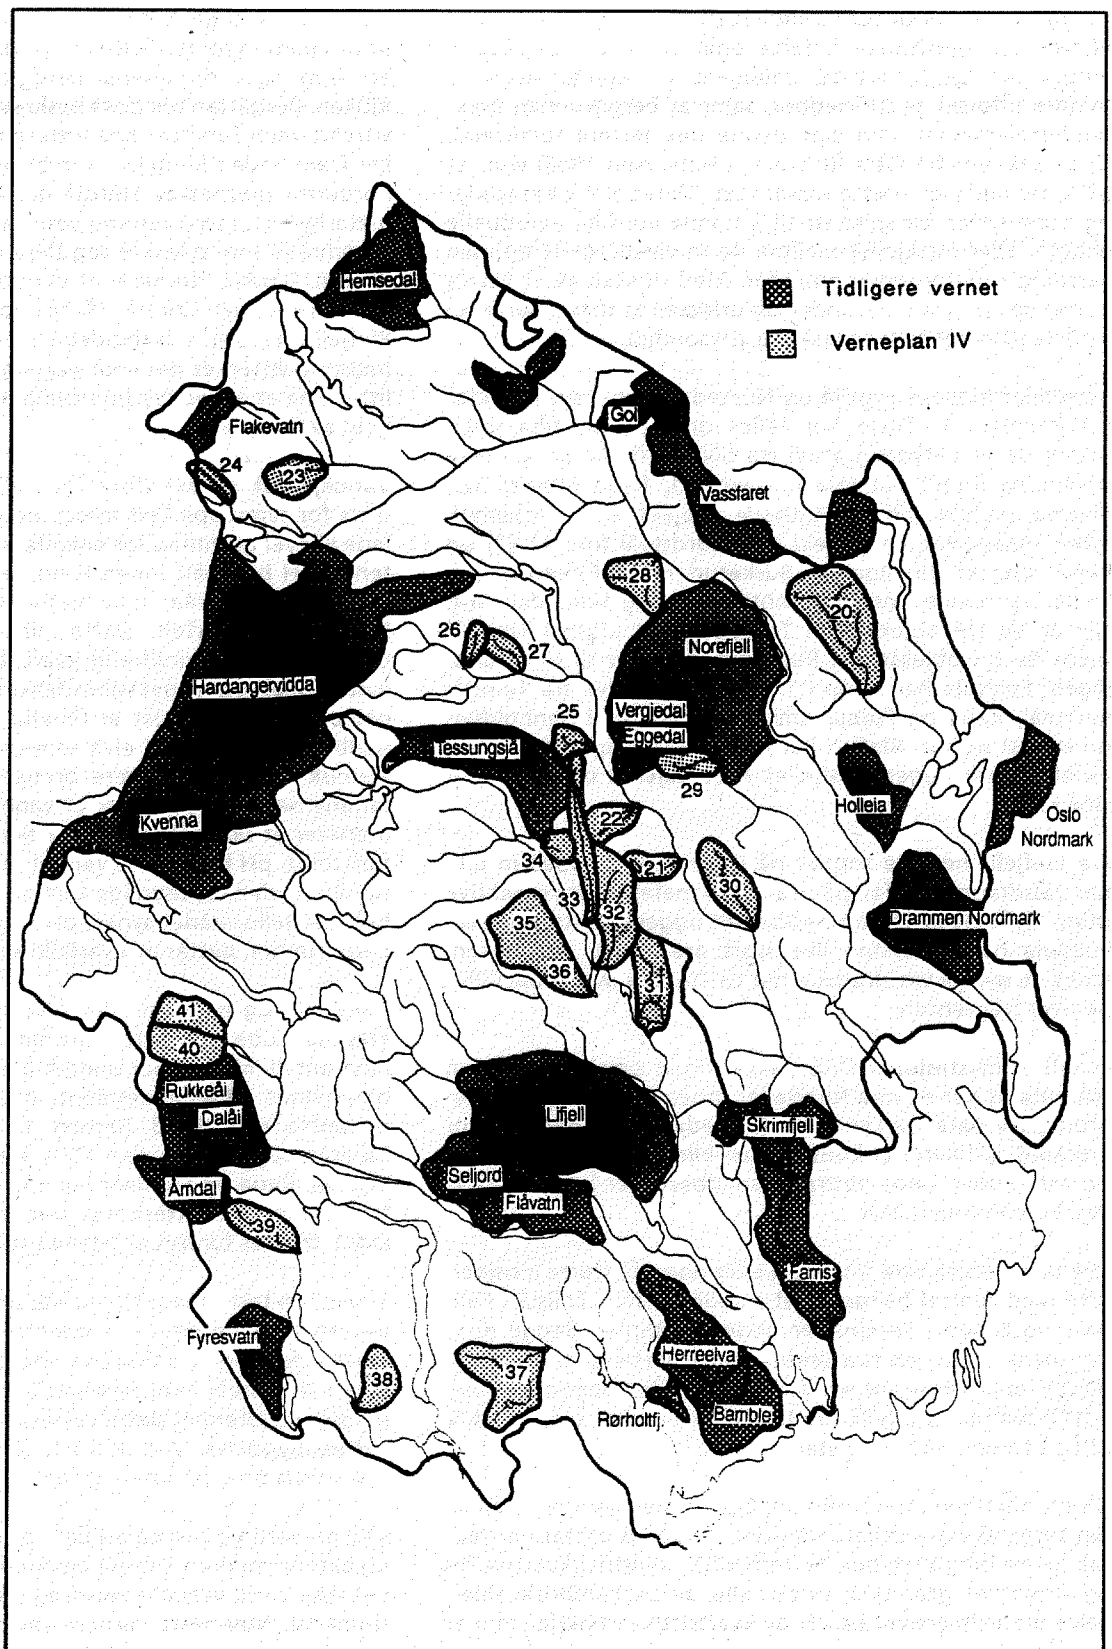 Hemsedal
Tidligere vernet
Verneplan IV
Gol
Flakevatn
24
23
Vassfaret
28
20
26
27
Norefjell
Hardangervidda
25
Vergjedal
Eggedal
Tessungsjå
29
Holleia
Oslo
Nordmark
Kvenna
22
34
21
30
33
32
35
Drammen Nordmark
36
31
41
40
Rukkeåi
Dalåi
Lifjell
Skrimfjell
Seljord
Åmdal
Flåvatn
39
Farris
Fyresvatn
38
37
Herreelva
Rørholtfj.
Bamble